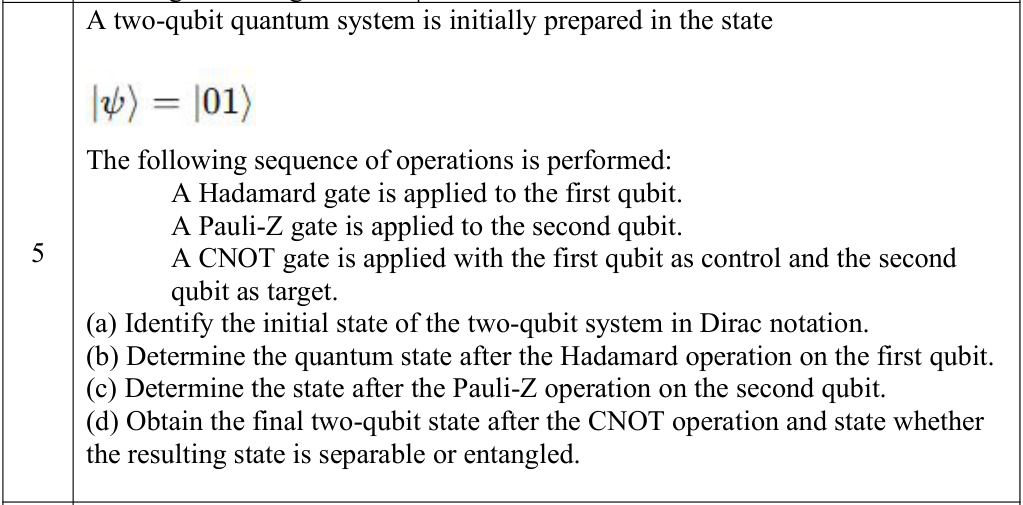 A two-qubit quantum system is initially prepared in the state
|ψ⟩ = |01⟩
The following sequence of operations is performed:
A Hadamard gate is applied to the first qubit.
A Pauli-Z gate is applied to the second qubit.
A CNOT gate is applied with the first qubit as control and the second
qubit as target.
5
(a) Identify the initial state of the two-qubit system in Dirac notation.
(b) Determine the quantum state after the Hadamard operation on the first qubit.
(c) Determine the state after the Pauli-Z operation on the second qubit.
(d) Obtain the final two-qubit state after the CNOT operation and state whether
the resulting state is separable or entangled.